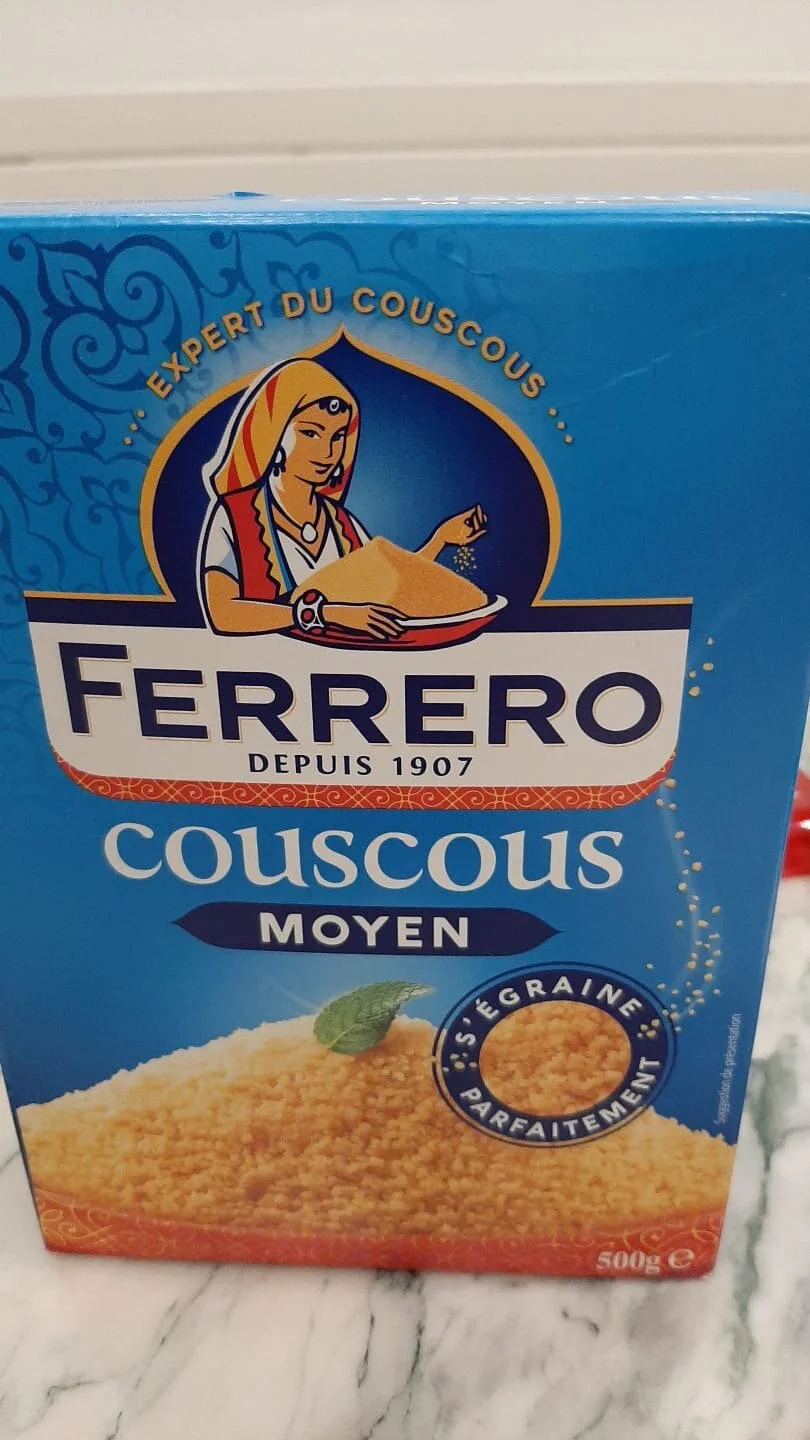 EXPERT DU COUSCOUS
FERRERO
DEPUIS 1907
COUSCOUS
MOYEN
S'ÉGRAINE
PARFAITEMENT
Suggestion de présentation
500g ℮